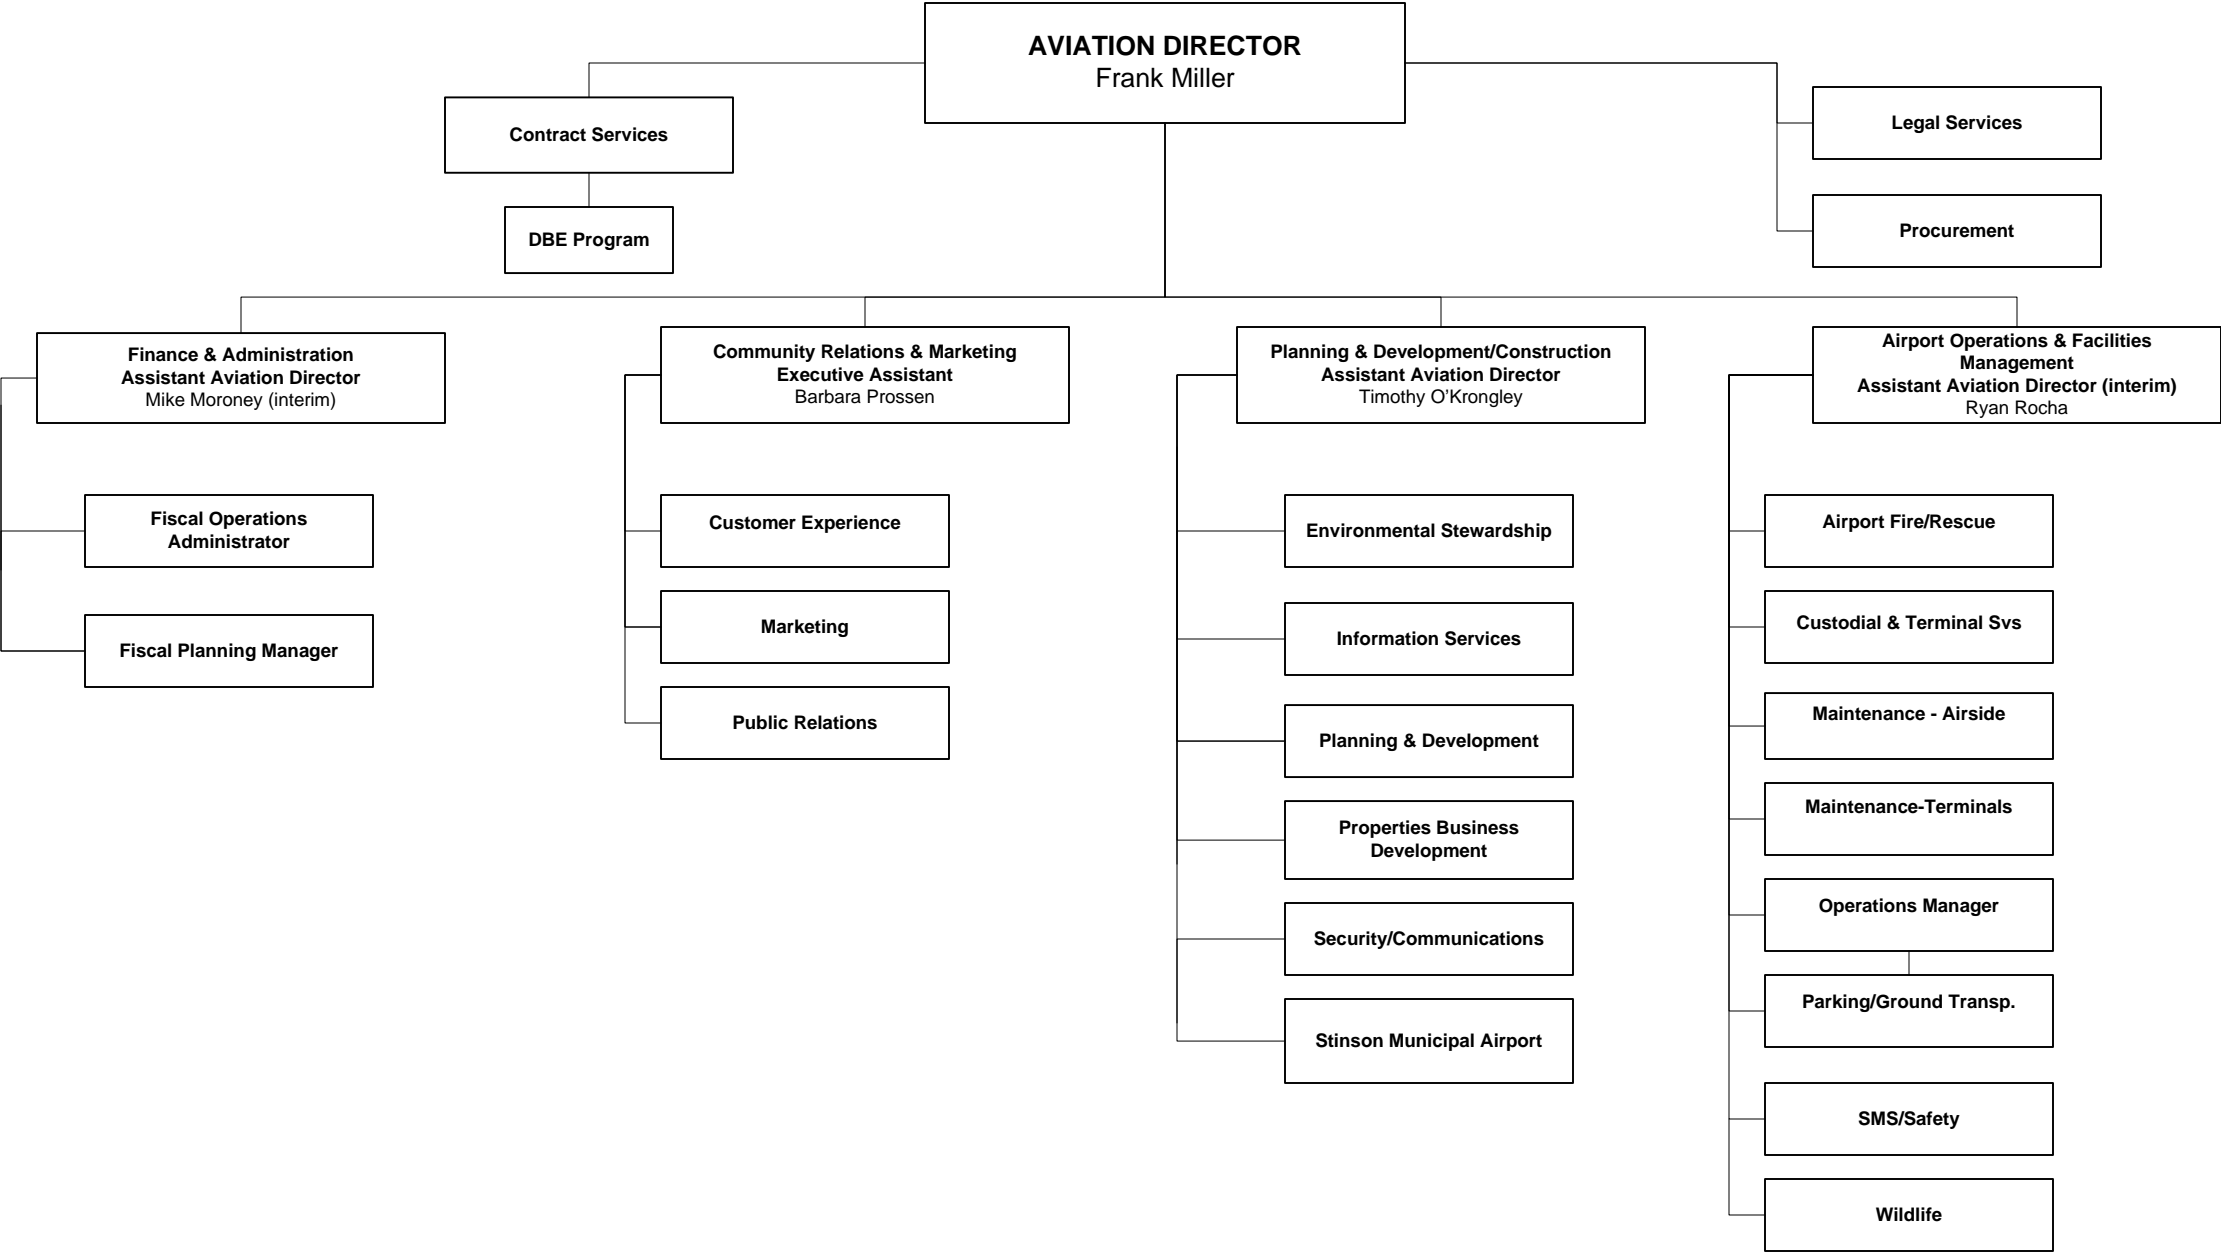 AVIATION DIRECTOR
Frank Miller
Contract Services
DBE Program
Legal Services
Procurement
Finance & Administration
Assistant Aviation Director
Mike Moroney (interim)
Fiscal Operations
Administrator
Fiscal Planning Manager
Community Relations & Marketing
Executive Assistant
Barbara Prossen
Customer Experience
Marketing
Public Relations
Planning & Development/Construction
Assistant Aviation Director
Timothy O’Krongley
Environmental Stewardship
Information Services
Planning & Development
Properties Business
Development
Security/Communications
Stinson Municipal Airport
Airport Operations & Facilities
Management
Assistant Aviation Director (interim)
Ryan Rocha
Airport Fire/Rescue
Custodial & Terminal Svs
Maintenance - Airside
Maintenance-Terminals
Operations Manager
Parking/Ground Transp.
SMS/Safety
Wildlife